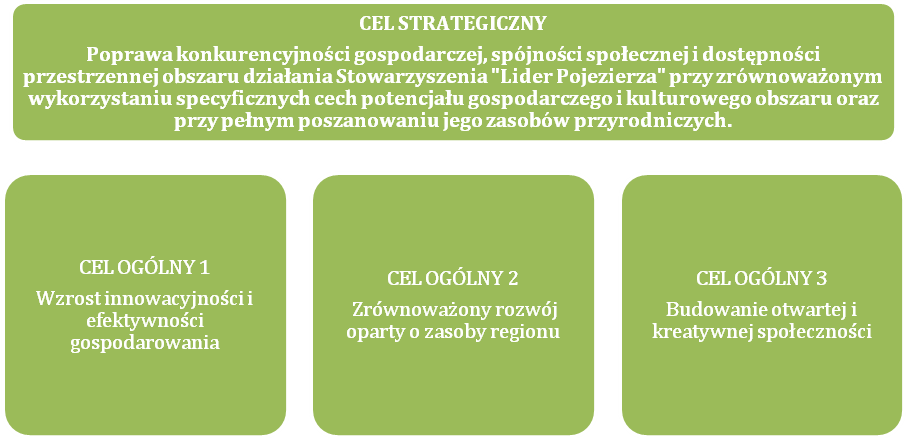 CEL STRATEGICZNY
Poprawa konkurencyjności gospodarczej, spójności społecznej i dostępności
przestrzennej obszaru działania Stowarzyszenia "Lider Pojezierza" przy zrównoważonym
wykorzystaniu specyficznych cech potencjału gospodarczego i kulturowego obszaru oraz
przy pełnym poszanowaniu jego zasobów przyrodniczych.
CEL OGÓLNY 1
Wzrost innowacyjności i
efektywności
gospodarowania
CEL OGÓLNY 2
Zrównoważony rozwój
oparty o zasoby regionu
CEL OGÓLNY 3
Budowanie otwartej i
kreatywnej społeczności